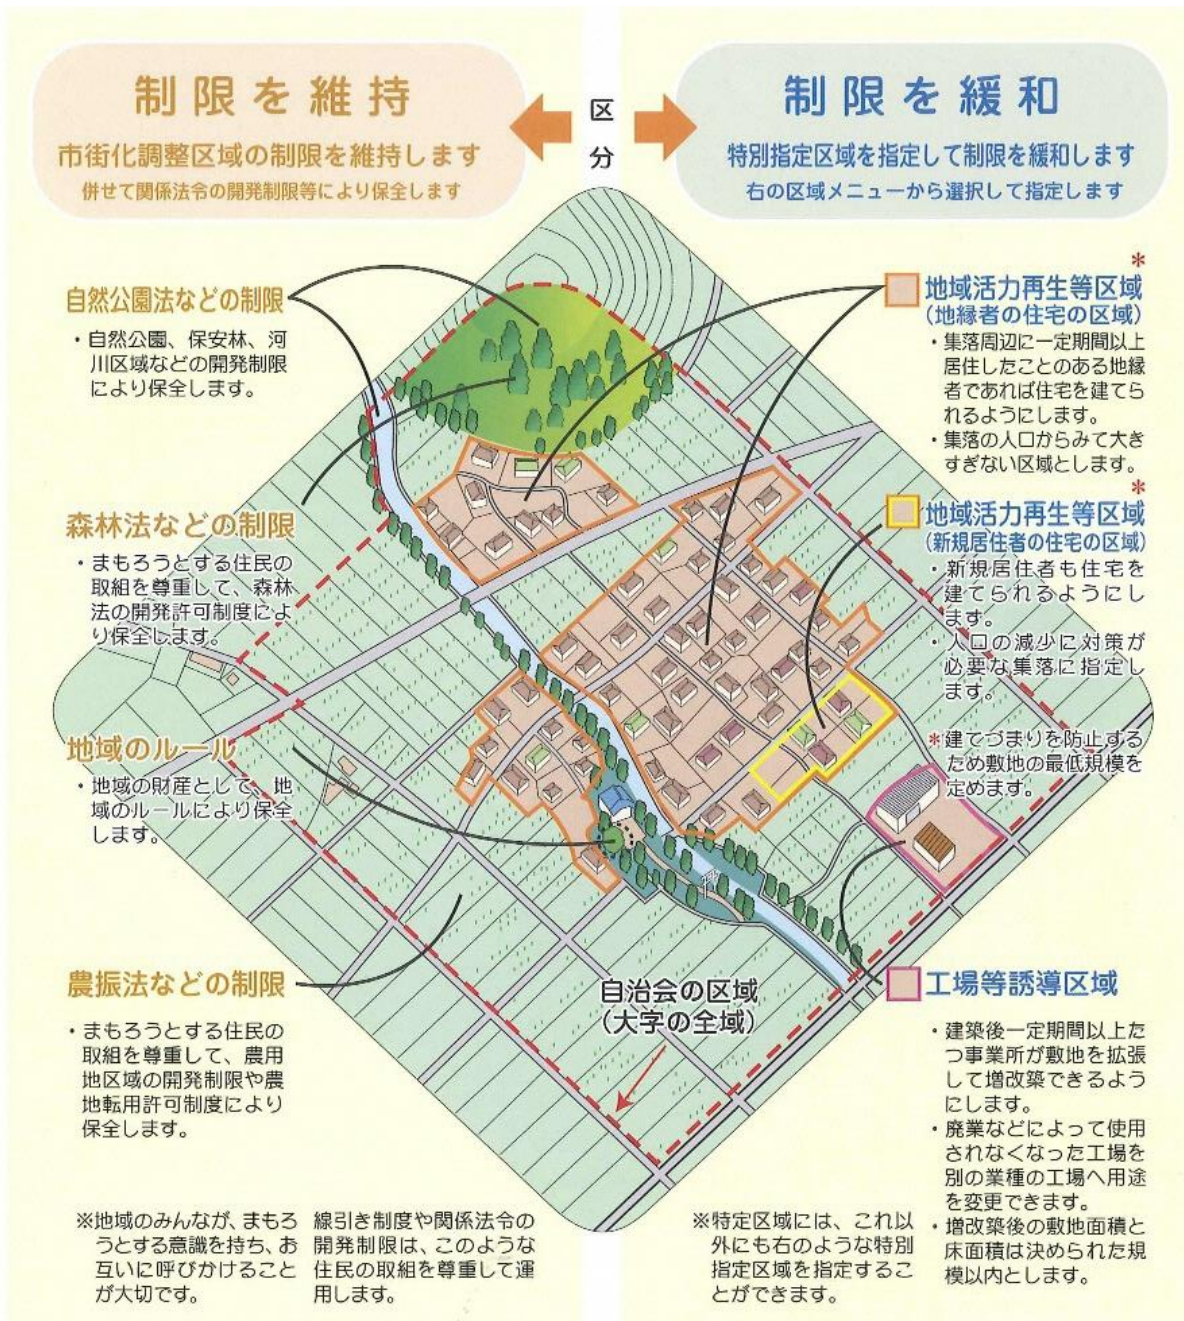 制限を維持
市街化調整区域の制限を維持します
併せて関係法令の開発制限等により保全します
区
分
制限を緩和
特別指定区域を指定して制限を緩和します
右の区域メニューから選択して指定します
自然公園法などの制限
・自然公園、保安林、河
川区域などの開発制限
により保全します。
森林法などの制限
・まもろうとする住民の
取組を尊重して、森林
法の開発許可制度によ
り保全します。
地域のルール
・地域の財産として、地
域のルールにより保全
します。
農振法などの制限
・まもろうとする住民の
取組を尊重して、農用
地区域の開発制限や農
地転用許可制度により
保全します。
※地域のみんなが、まもろ
うとする意識を持ち、お
互いに呼びかけること
が大切です。
線引き制度や関係法令の
開発制限は、このような
住民の取組を尊重して運
用します。
自治会の区域
(大字の全域)
*
地域活力再生等区域
(地縁者の住宅の区域)
・集落周辺に一定期間以上
居住したことのある地縁
者であれば住宅を建てら
れるようにします。
・集落の人口からみて大き
すぎない区域とします。
*
地域活力再生等区域
(新規居住者の住宅の区域)
・新規居住者も住宅を
建てられるようにし
ます。
・人口の減少に対策が
必要な集落に指定し
ます。
*建てづまりを防止する
ため敷地の最低規模を
定めます。
工場等誘導区域
・建築後一定期間以上た
つ事業所が敷地を拡張
して増改築できるよう
にします。
・廃業などによって使用
されなくなった工場を
別の業種の工場へ用途
を変更できます。
・増改築後の敷地面積と
床面積は決められた規
模以内とします。
※特定区域には、これ以
外にも右のような特別
指定区域を指定するこ
とができます。